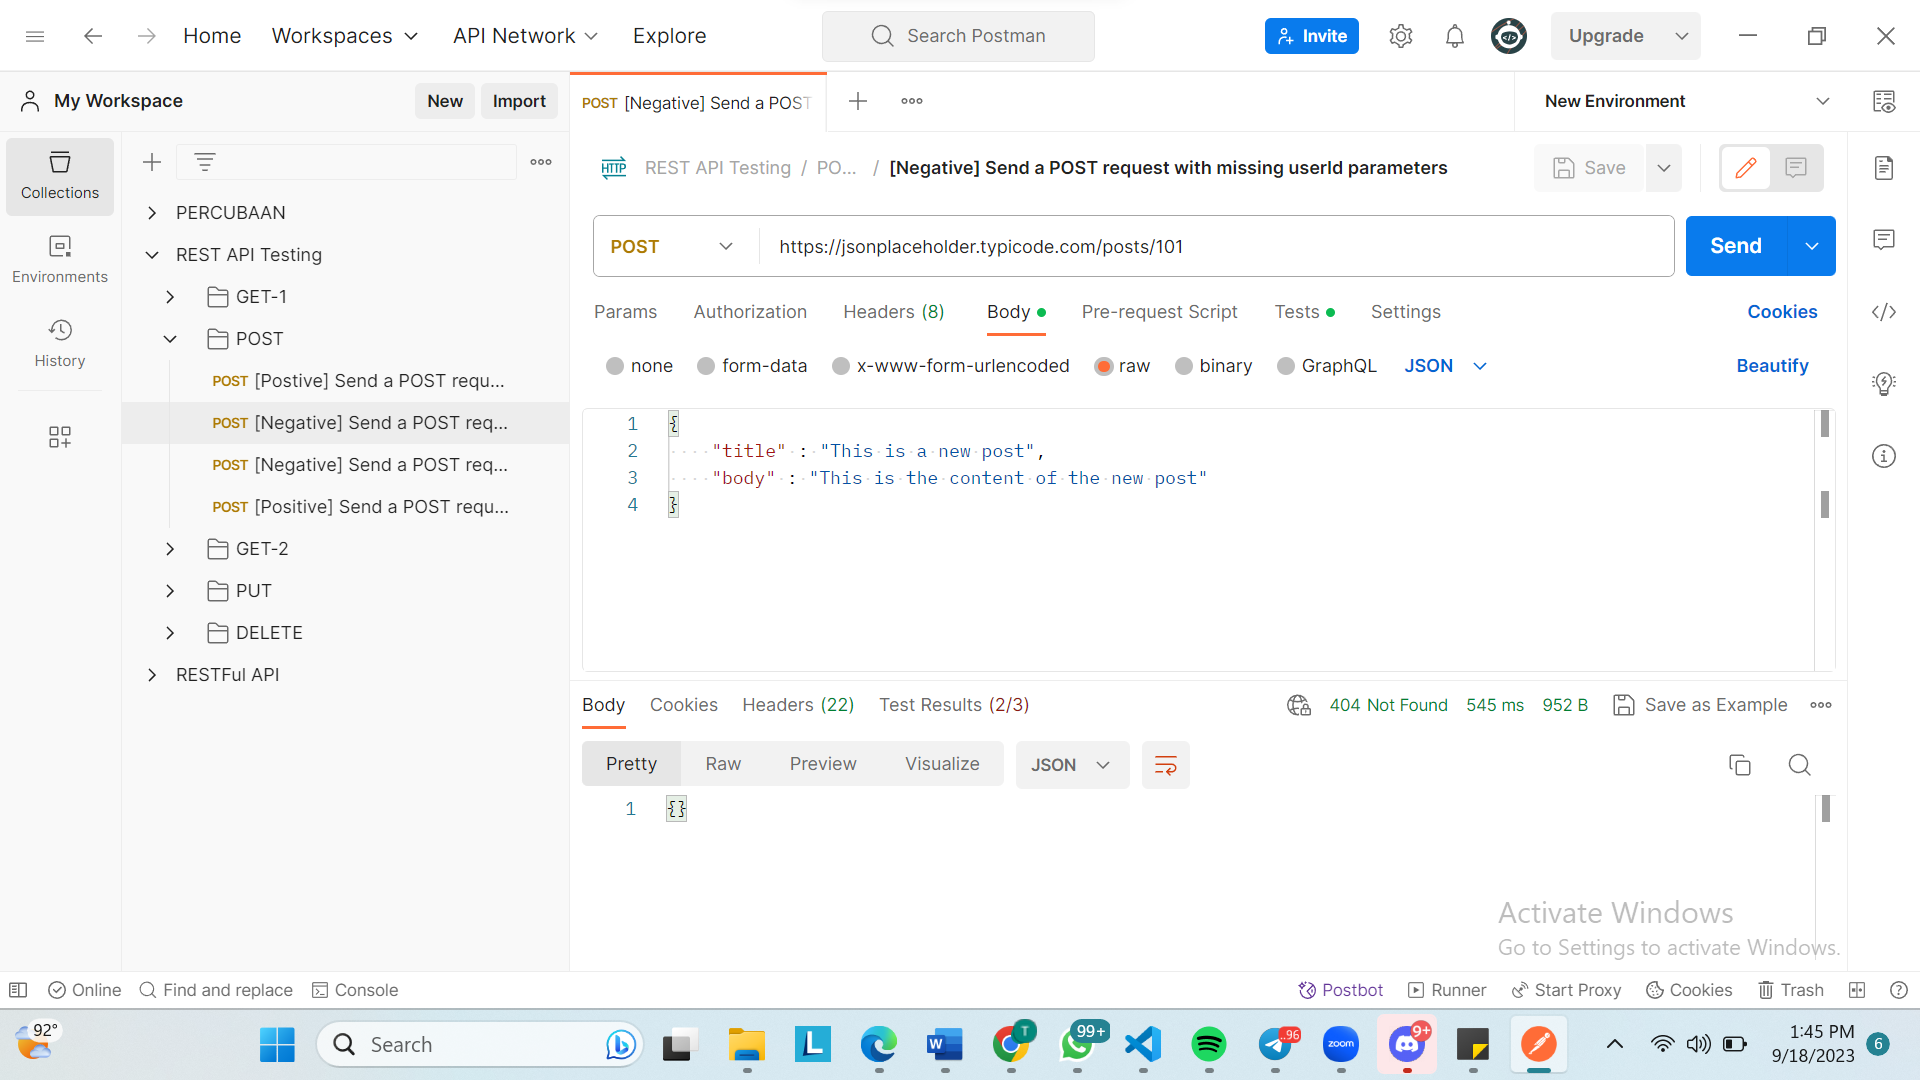 Home Workspaces API Network Explore Search Postman Invite Upgrade
My Workspace New Import POST [Negative] Send a POST New Environment
Collections
Environments
History
PERCUBAAN
REST API Testing
GET-1
POST
POST [Postive] Send a POST requ...
POST [Negative] Send a POST req...
POST [Negative] Send a POST req...
POST [Positive] Send a POST requ...
GET-2
PUT
DELETE
RESTFul API
HTTP REST API Testing / PO... / [Negative] Send a POST request with missing userId parameters Save
POST https://jsonplaceholder.typicode.com/posts/101 Send
Params Authorization Headers (8) Body Pre-request Script Tests Settings Cookies
none form-data x-www-form-urlencoded raw binary GraphQL JSON Beautify
1 {
2 "title" : "This is a new post",
3 "body" : "This is the content of the new post"
4 }
Body Cookies Headers (22) Test Results (2/3) 404 Not Found 545 ms 952 B Save as Example
Pretty Raw Preview Visualize JSON
1 {}
Activate Windows
Go to Settings to activate Windows.
Online Find and replace Console Postbot Runner Start Proxy Cookies Trash
92° Search L W T 99+ 96 zoom 9+ 1:45 PM
9/18/2023 6